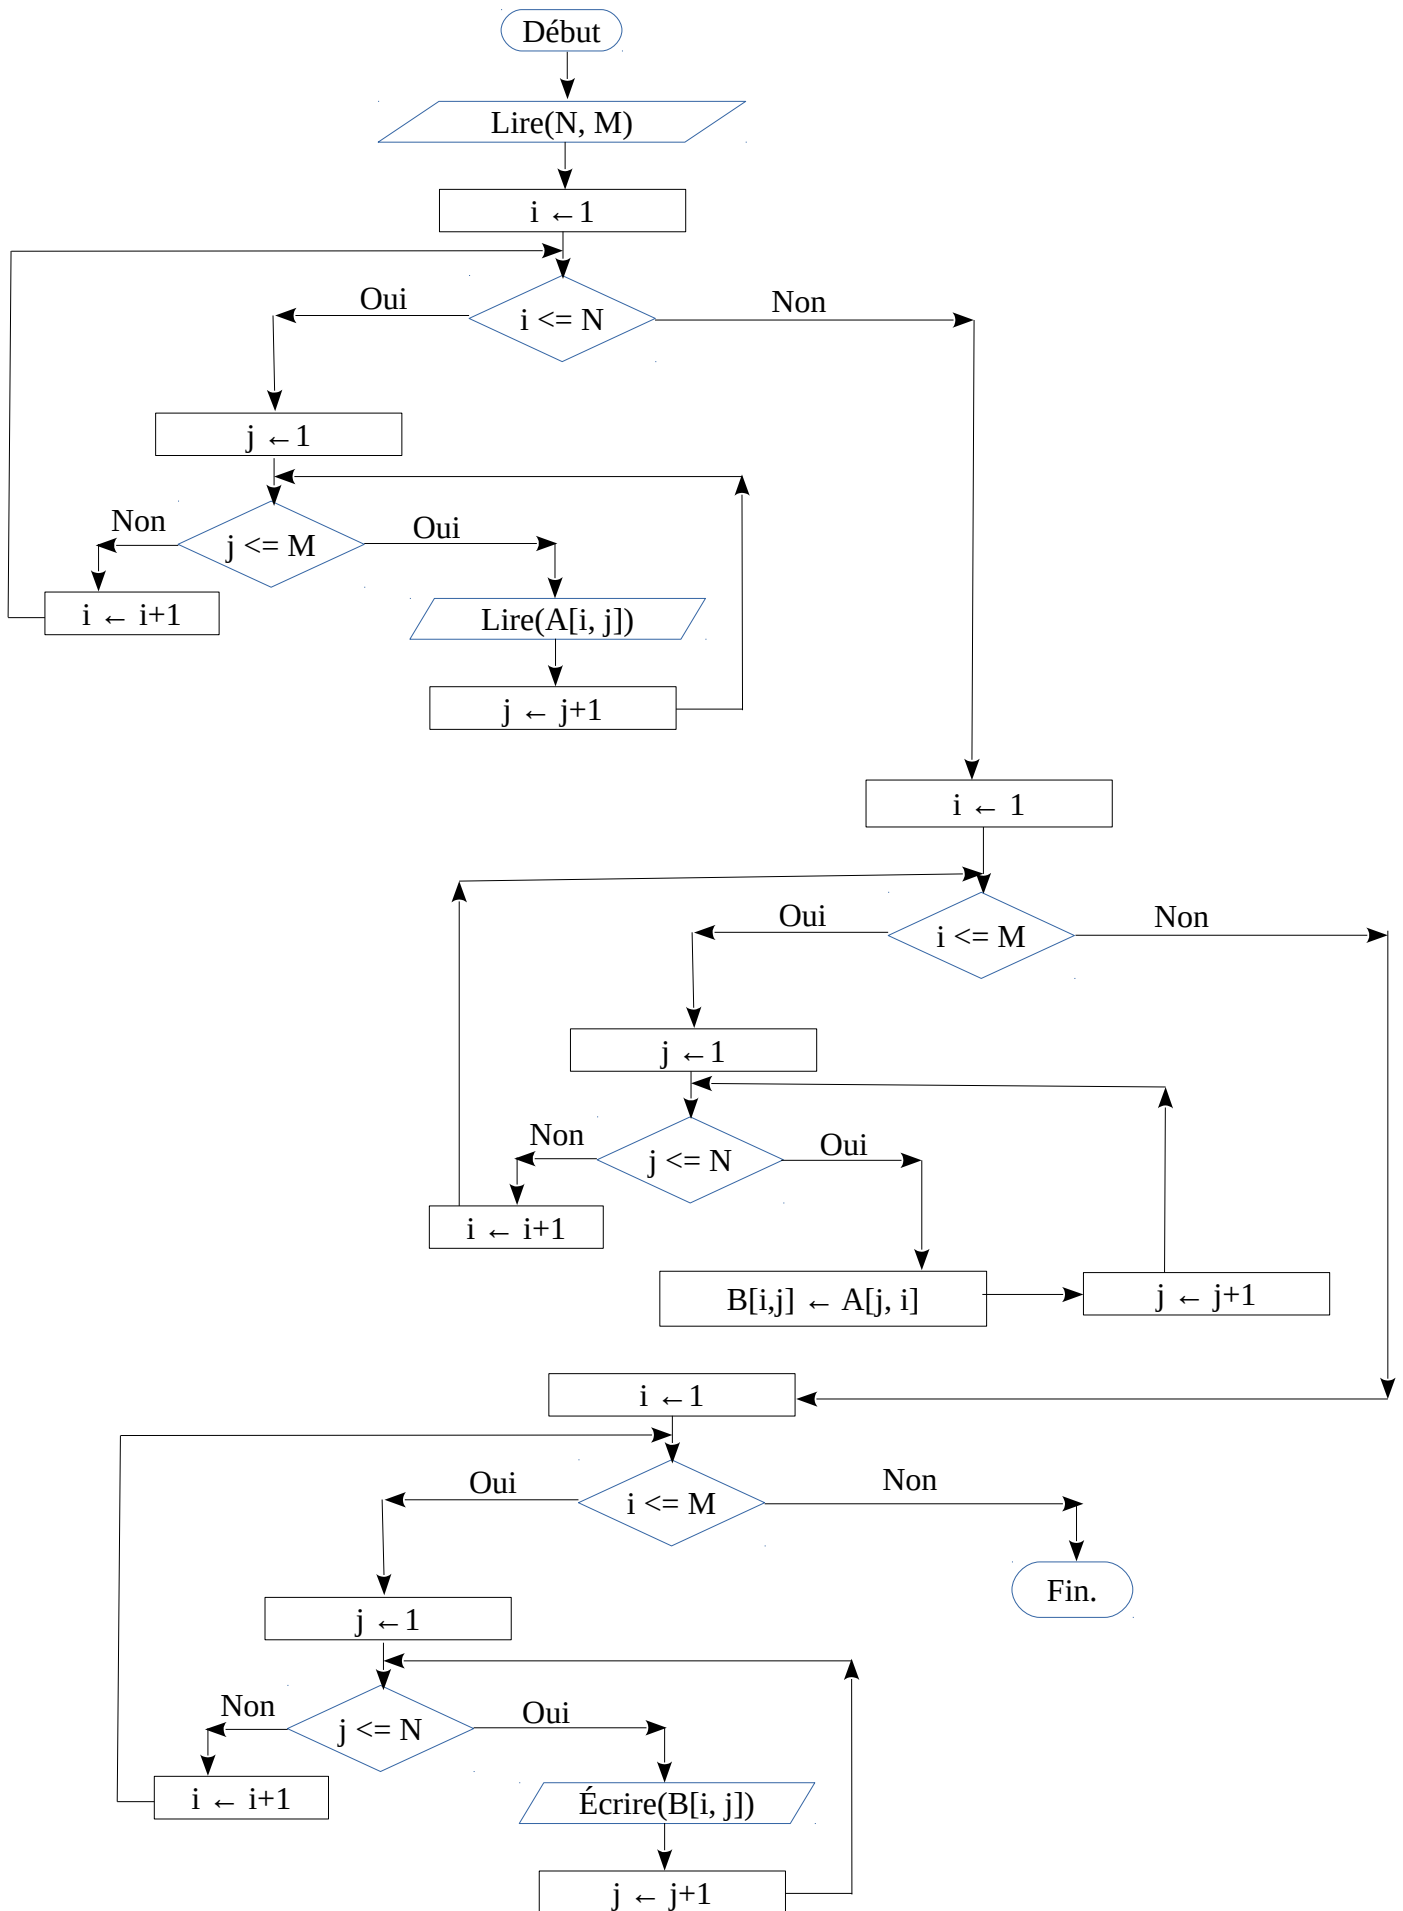 Début
Lire(N, M)
i ←1
Oui
i <= N
Non
j ←1
Non
j <= M
Oui
i ← i+1
Lire(A[i, j])
j ← j+1
i ← 1
Oui
i <= M
Non
j ←1
Non
j <= N
Oui
i ← i+1
B[i,j] ← A[j, i]
j ← j+1
i ←1
Oui
i <= M
Non
Fin.
j ←1
Non
j <= N
Oui
i ← i+1
Écrire(B[i, j])
j ← j+1